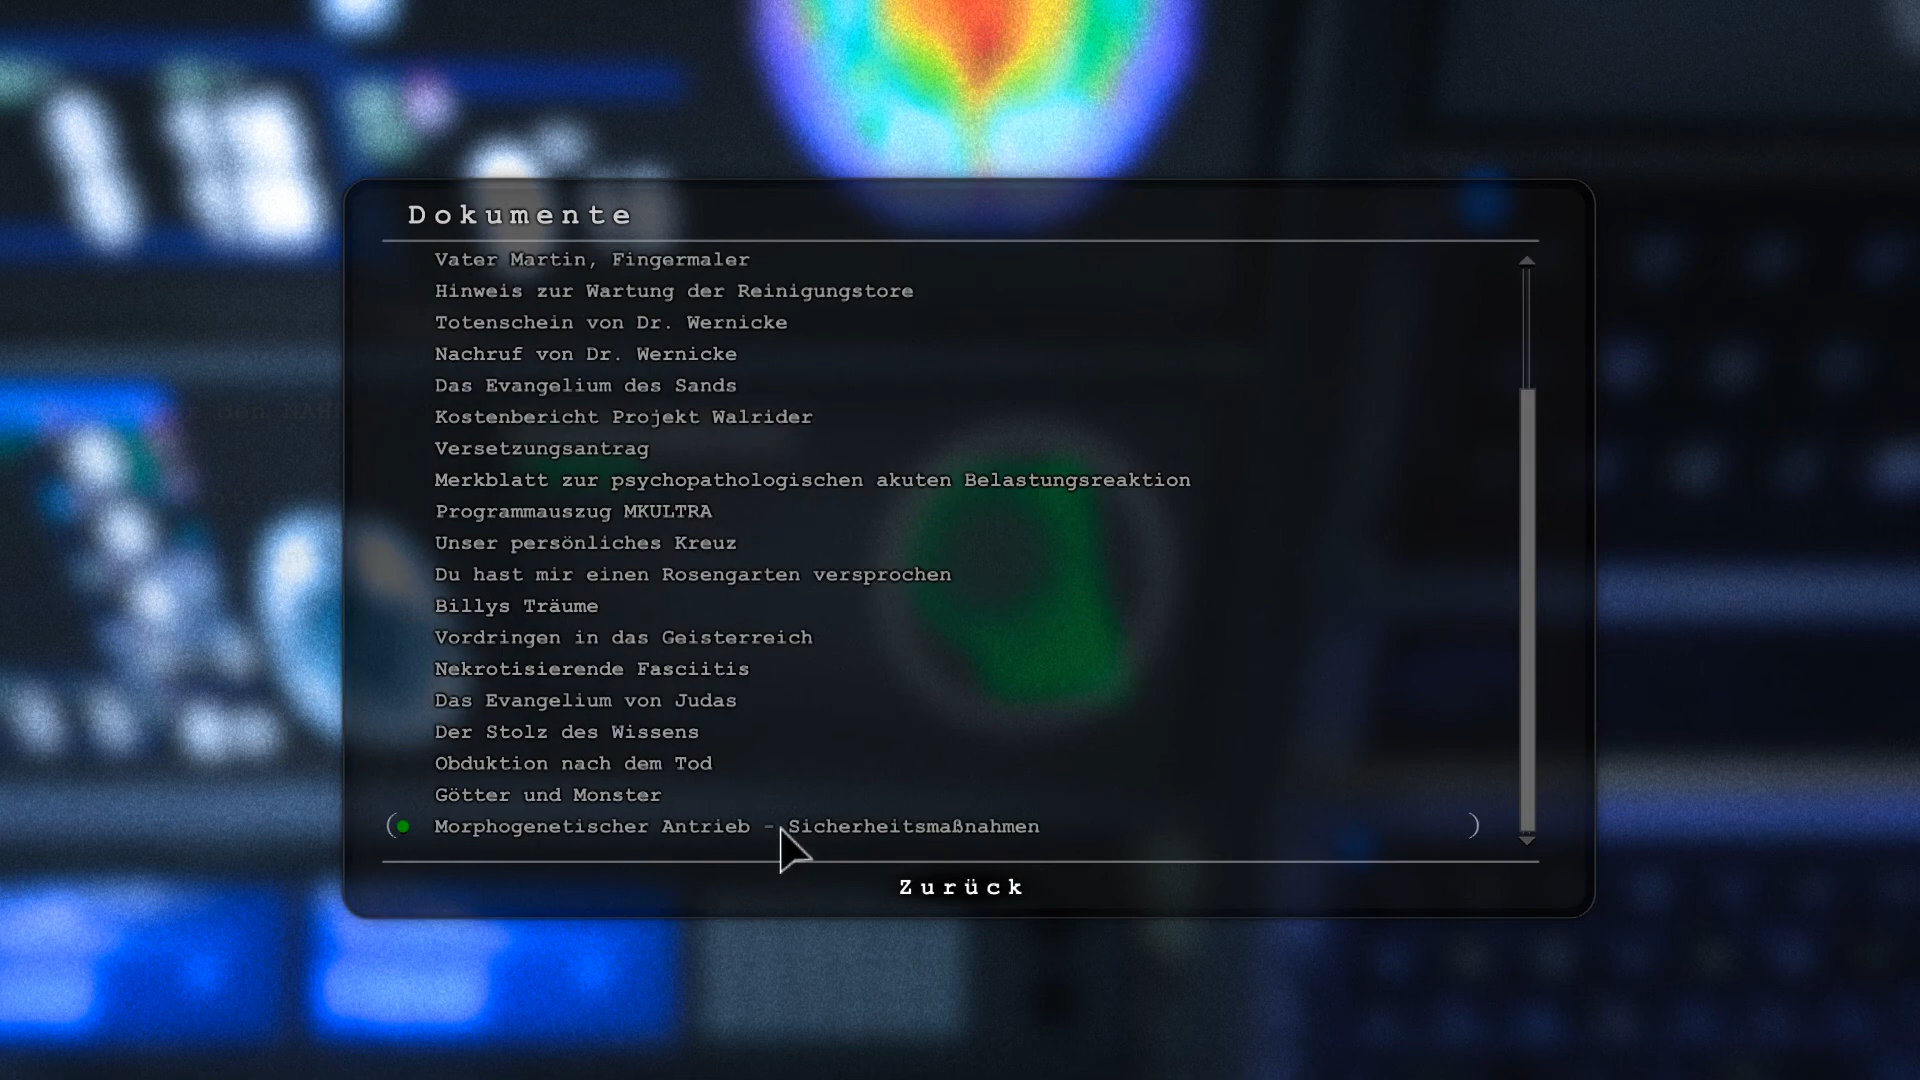 Dokumente
Vater Martin, Fingermaler
Hinweis zur Wartung der Reinigungstore
Totenschein von Dr. Wernicke
Nachruf von Dr. Wernicke
Das Evangelium des Sands
Kostenbericht Projekt Walrider
Versetzungsantrag
Merkblatt zur psychopathologischen akuten Belastungsreaktion
Programmauszug MKULTRA
Unser persönliches Kreuz
Du hast mir einen Rosengarten versprochen
Billys Träume
Vordringen in das Geisterreich
Nekrotisierende Fasciitis
Das Evangelium von Judas
Der Stolz des Wissens
Obduktion nach dem Tod
Götter und Monster
Morphogenetischer Antrieb - Sicherheitsmaßnahmen
Zurück